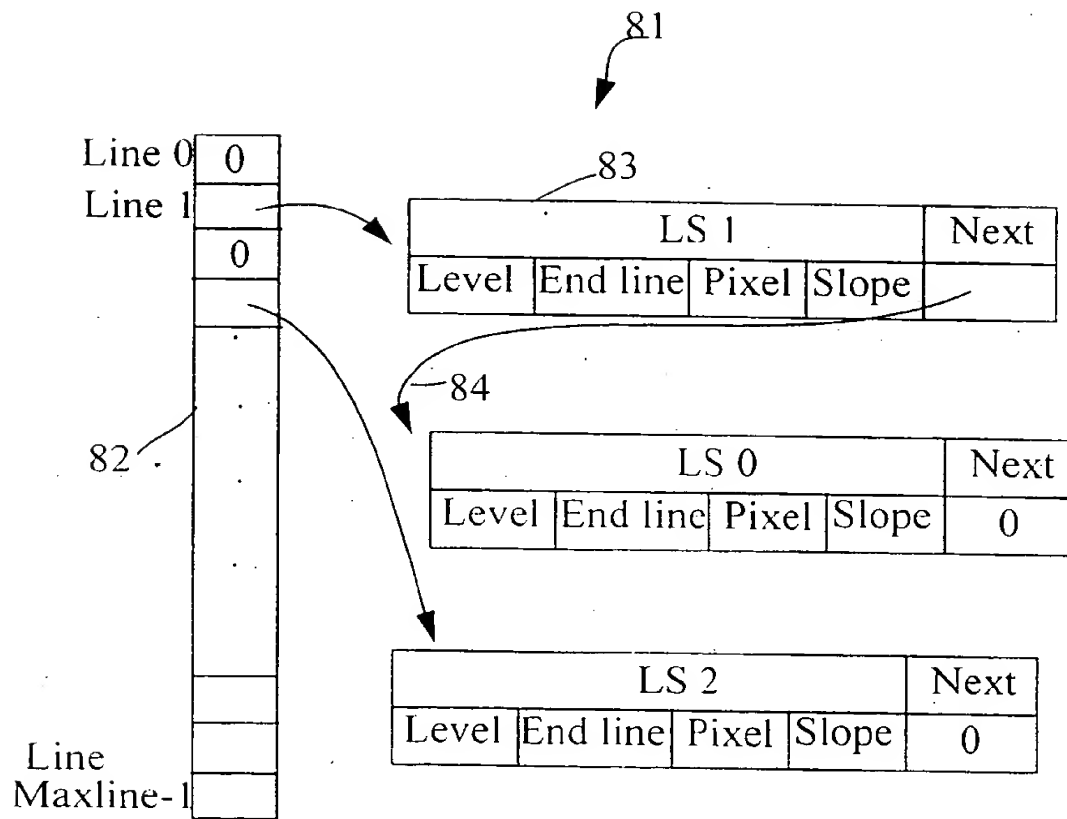 81
Line 0 0
83
Line 1
LS 1 Next
0
Level End line Pixel Slope
84
82
LS 0 Next
Level End line Pixel Slope 0
LS 2 Next
Level End line Pixel Slope 0
Line
Maxline-1